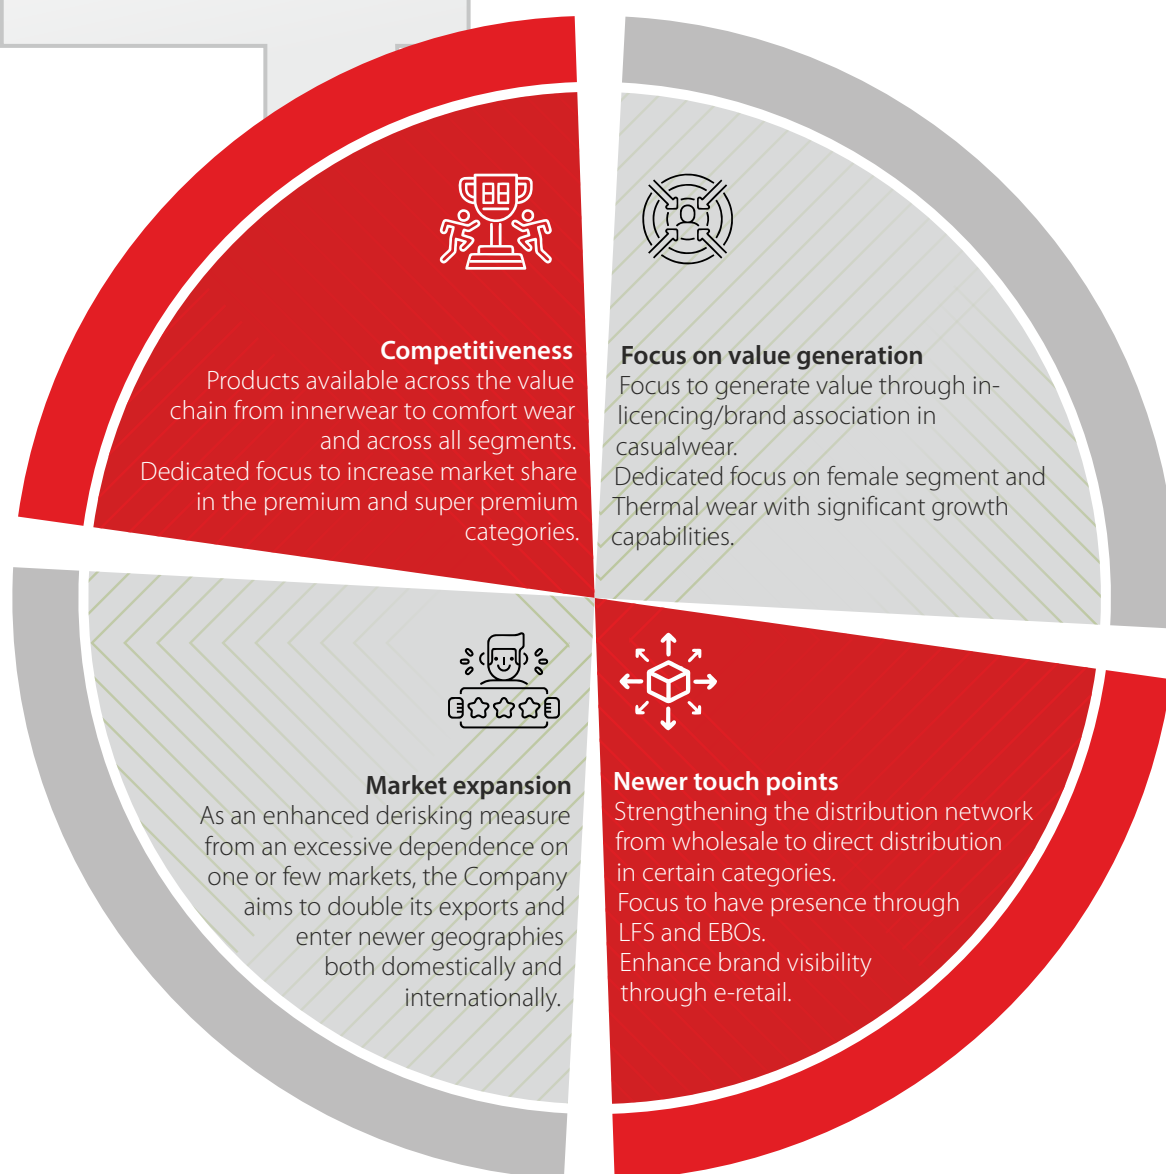 Competitiveness
Products available across the value
chain from innerwear to comfort wear
and across all segments.
Dedicated focus to increase market share
in the premium and super premium
categories.
Focus on value generation
Focus to generate value through in-
licencing/brand association in
casualwear.
Dedicated focus on female segment and
Thermal wear with significant growth
capabilities.
Market expansion
As an enhanced derisking measure
from an excessive dependence on
one or few markets, the Company
aims to double its exports and
enter newer geographies
both domestically and
internationally.
Newer touch points
Strengthening the distribution network
from wholesale to direct distribution
in certain categories.
Focus to have presence through
LFS and EBOs.
Enhance brand visibility
through e-retail.